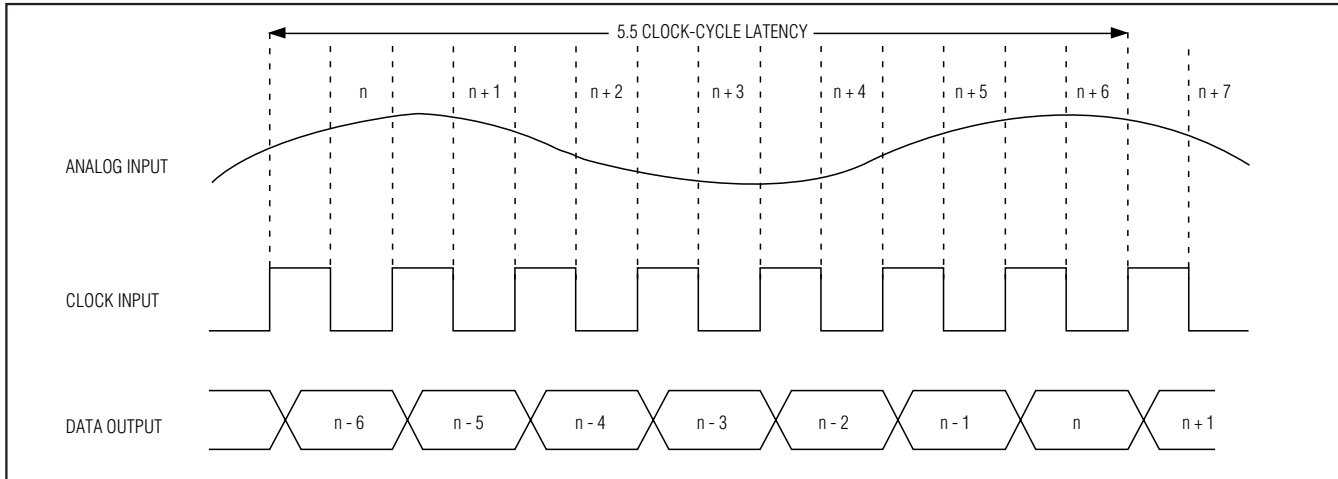 5.5 CLOCK-CYCLE LATENCY
n n + 1 n + 2 n + 3 n + 4 n + 5 n + 6 n + 7
ANALOG INPUT
CLOCK INPUT
DATA OUTPUT n - 6 n - 5 n - 4 n - 3 n - 2 n - 1 n n + 1